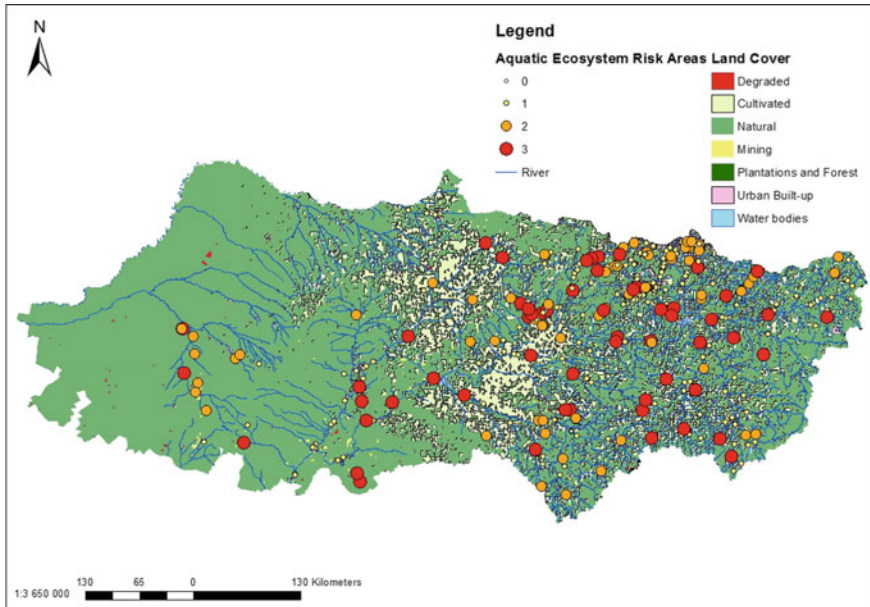 N
Legend
Aquatic Ecosystem Risk Areas Land Cover
0
1
2
3
River
Degraded
Cultivated
Natural
Mining
Plantations and Forest
Urban Built-up
Water bodies
130 65 0 130 Kilometers
1:3 650 000